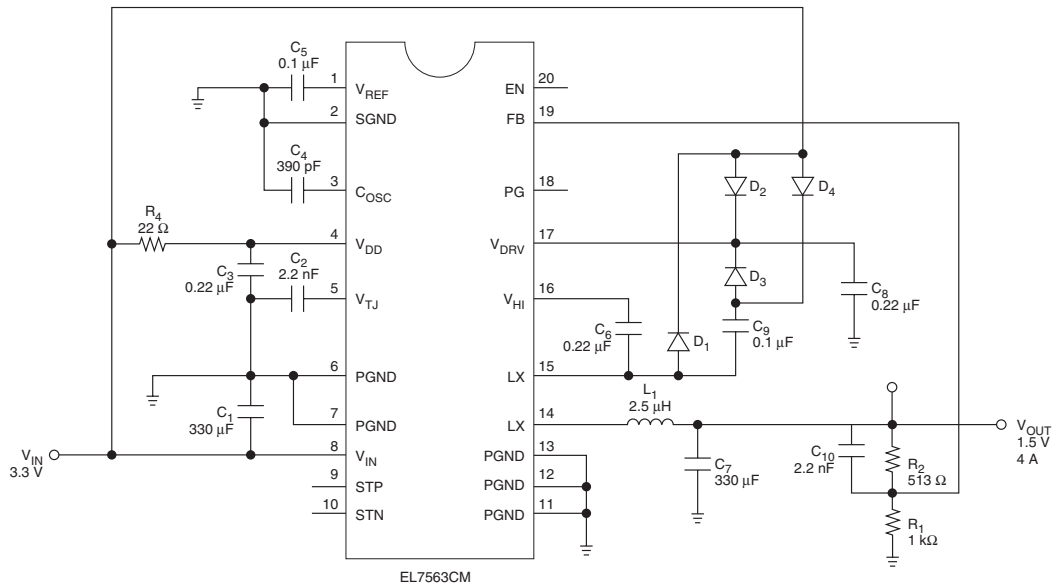 C5
0.1 µF
1
VREF
2
SGND
C4
390 pF
3
COSC
R4
22 Ω
4
VDD
C3
0.22 µF
C2
2.2 nF
5
VTJ
6
PGND
C1
330 µF
7
PGND
VIN
3.3 V
8
VIN
9
STP
10
STN
20
EN
19
FB
18
PG
17
VDRV
16
VHI
15
LX
14
LX
13
PGND
12
PGND
11
PGND
D2
D4
D3
C8
0.22 µF
C6
0.22 µF
D1
C9
0.1 µF
L1
2.5 µH
C7
330 µF
C10
2.2 nF
R2
513 Ω
R1
1 kΩ
VOUT
1.5 V
4 A
EL7563CM